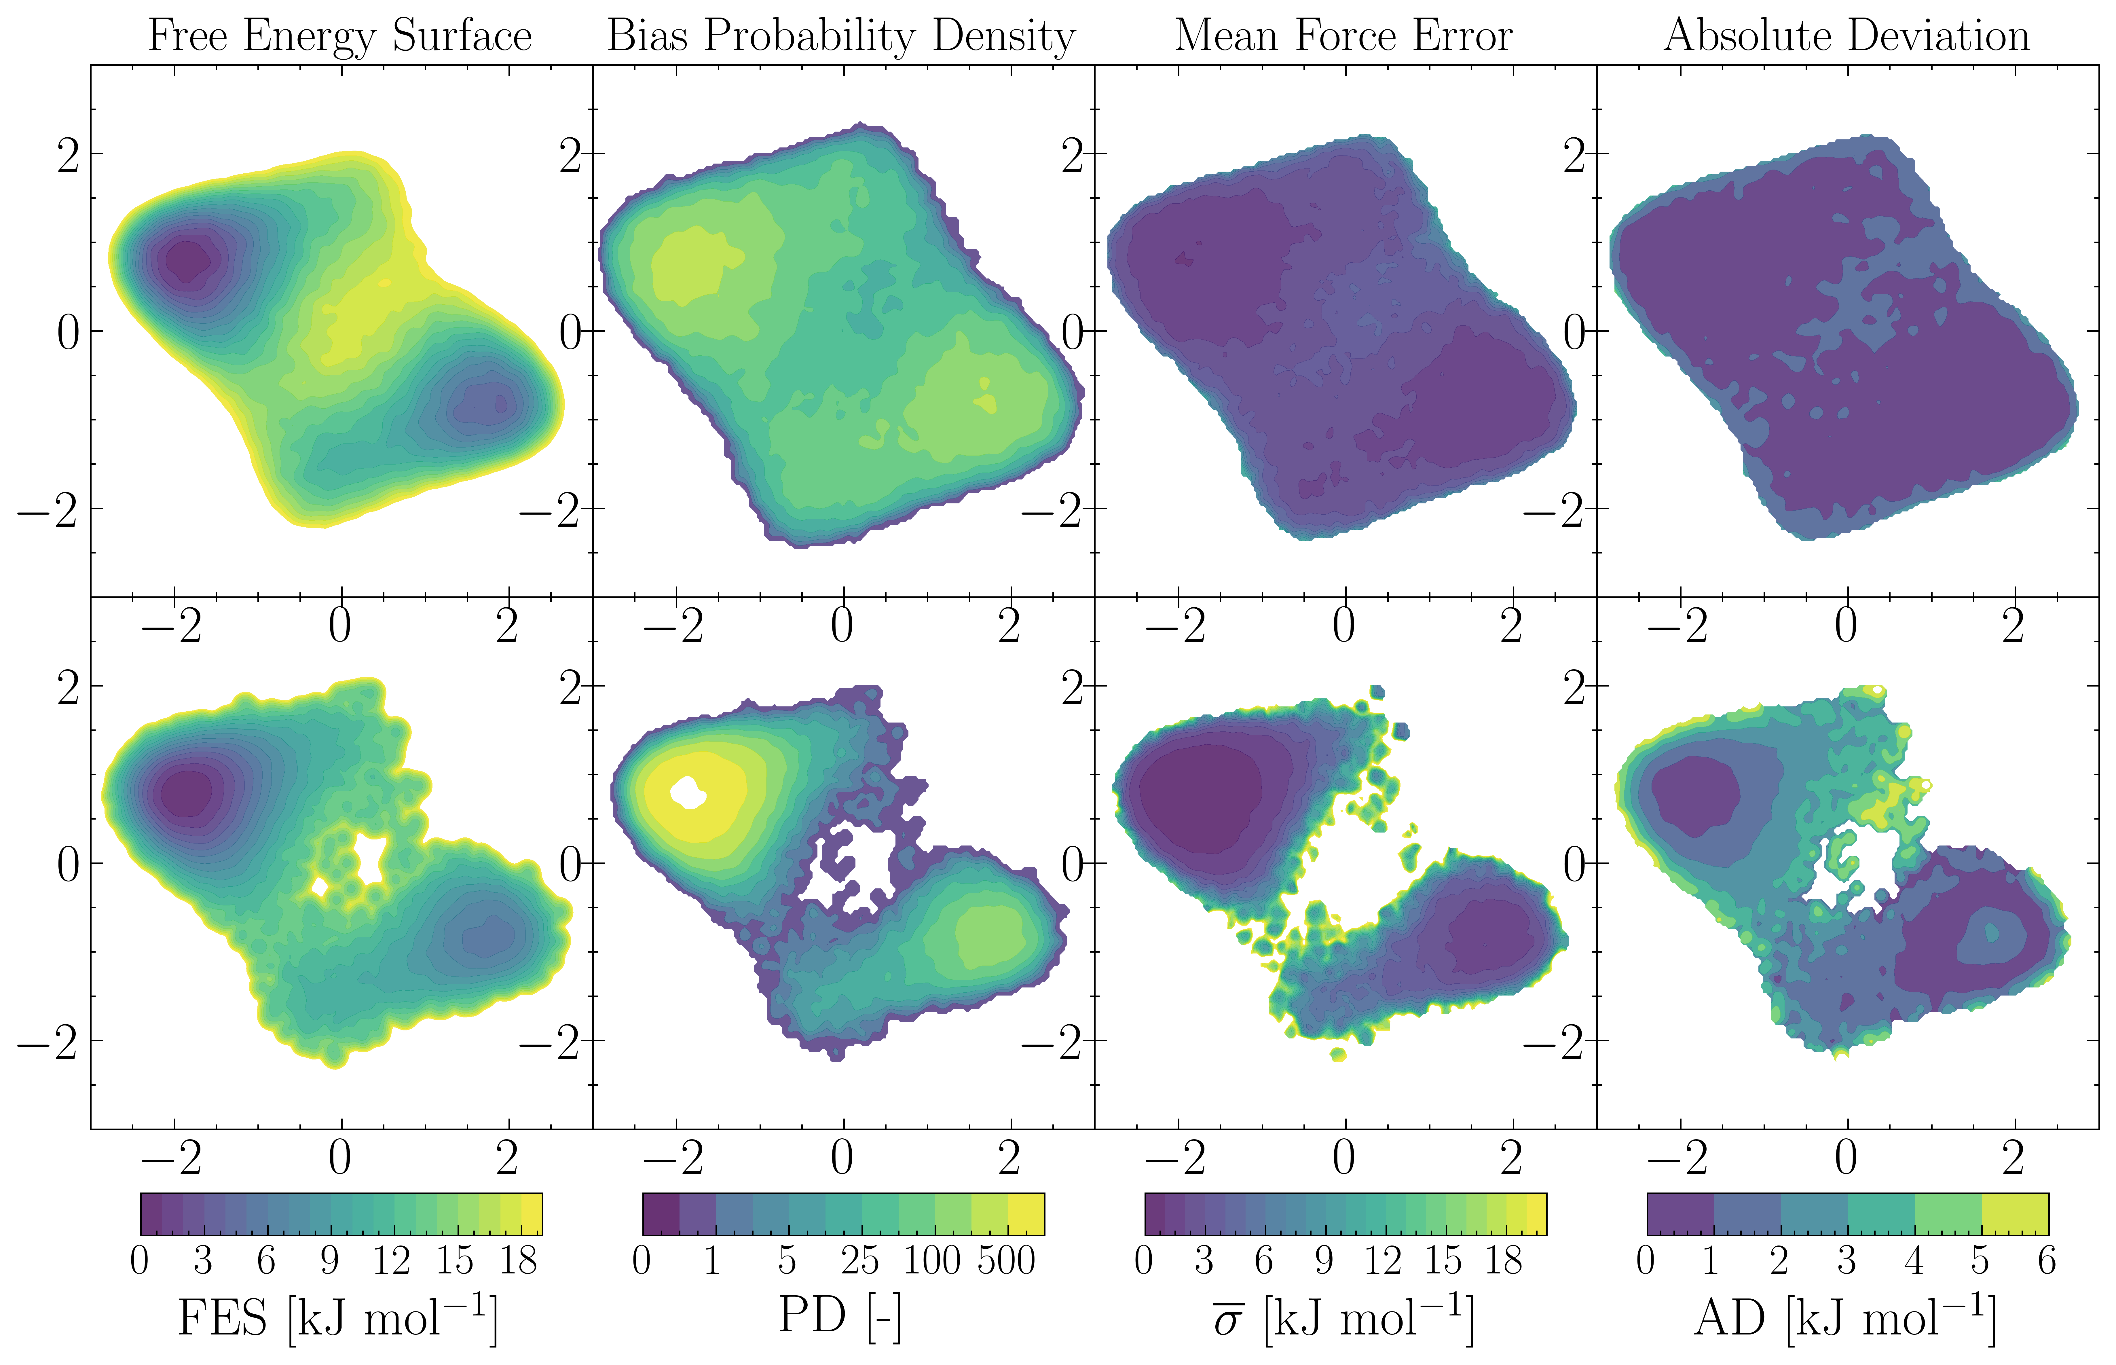 Free Energy Surface Bias Probability Density Mean Force Error Absolute Deviation
2 2 2 2
0 0 0 0
−2 −2 −2 −2
−2 0 2 −2 0 2 −2 0 2 −2 0 2
2 2 2 2
0 0 0 0
−2 −2 −2 −2
−2 0 2 −2 0 2 −2 0 2 −2 0 2
0 3 6 9 12 15 18 0 1 5 25 100 500 0 3 6 9 12 15 18 0 1 2 3 4 5 6
FES [kJ mol⁻¹] PD [-] σ̅ [kJ mol⁻¹] AD [kJ mol⁻¹]